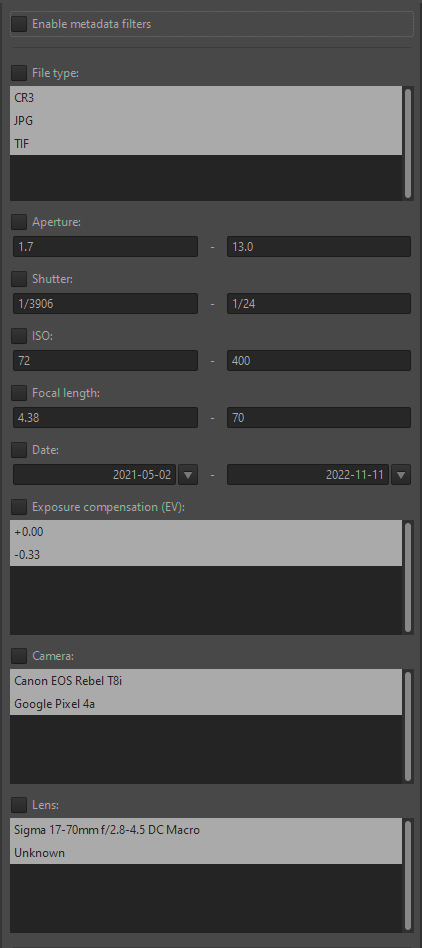 Enable metadata filters
File type:
CR3
JPG
TIF
Aperture:
1.7 - 13.0
Shutter:
1/3906 - 1/24
ISO:
72 - 400
Focal length:
4.38 - 70
Date:
2021-05-02 - 2022-11-11
Exposure compensation (EV):
+0.00
-0.33
Camera:
Canon EOS Rebel T8i
Google Pixel 4a
Lens:
Sigma 17-70mm f/2.8-4.5 DC Macro
Unknown